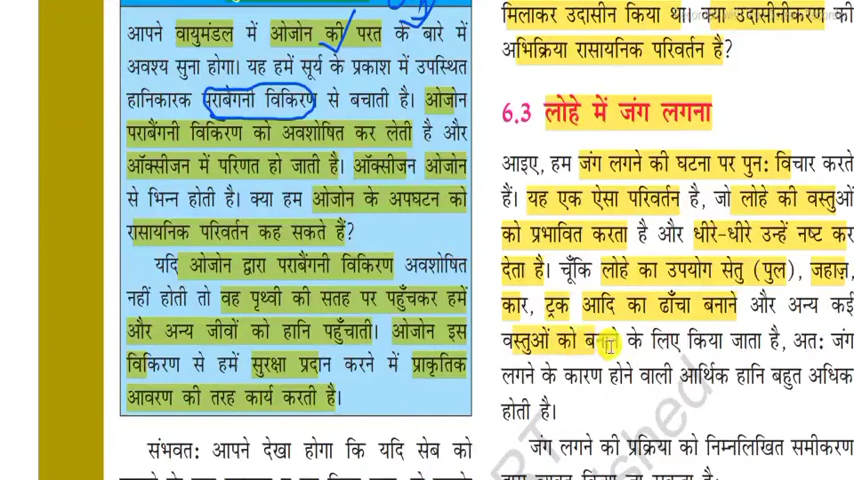 आपने वायुमंडल में ओजोन की परत के बारे में
अवश्य सुना होगा। यह हमें सूर्य के प्रकाश में उपस्थित
हानिकारक पराबैंगनी विकिरण से बचाती है। ओजोन
पराबैंगनी विकिरण को अवशोषित कर लेती है और
ऑक्सीजन में परिणत हो जाती है। ऑक्सीजन ओजोन
से भिन्न होती है। क्या हम ओजोन के अपघटन को
रासायनिक परिवर्तन कह सकते हैं?
यदि ओजोन द्वारा पराबैंगनी विकिरण अवशोषित
नहीं होती तो वह पृथ्वी की सतह पर पहुँचकर हमें
और अन्य जीवों को हानि पहुँचाती। ओजोन इस
विकिरण से हमें सुरक्षा प्रदान करने में प्राकृतिक
आवरण की तरह कार्य करती है।
संभवत: आपने देखा होगा कि यदि सेब को
मिलाकर उदासीन किया था। क्या उदासीनीकरण की
अभिक्रिया रासायनिक परिवर्तन है?
6.3 लोहे में जंग लगना
आइए, हम जंग लगने की घटना पर पुन: विचार करते
हैं। यह एक ऐसा परिवर्तन है, जो लोहे की वस्तुओं
को प्रभावित करता है और धीरे-धीरे उन्हें नष्ट कर
देता है। चूँकि लोहे का उपयोग सेतु (पुल), जहाज़,
कार, ट्रक आदि का ढाँचा बनाने और अन्य कई
वस्तुओं को बनाने के लिए किया जाता है, अत: जंग
लगने के कारण होने वाली आर्थिक हानि बहुत अधिक
होती है।
जंग लगने की प्रक्रिया को निम्नलिखित समीकरण